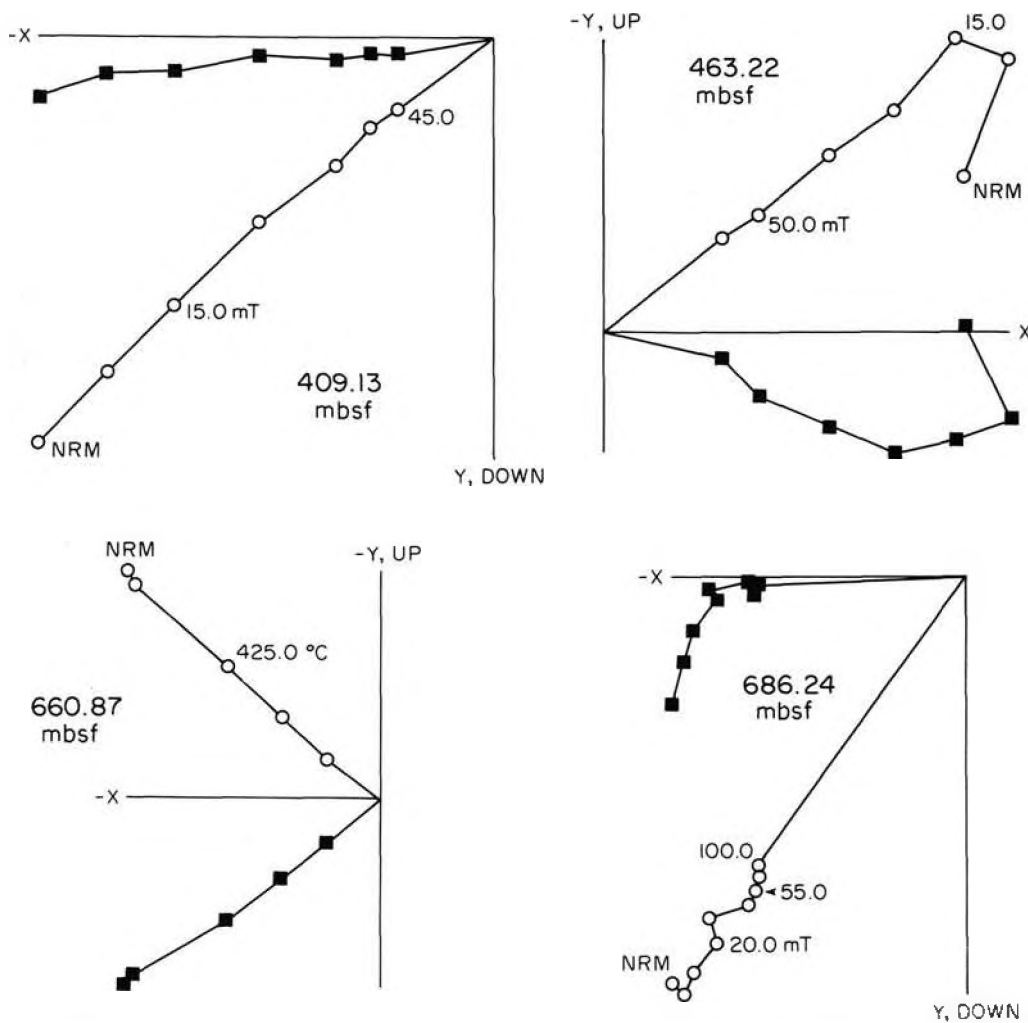 -X
45.0
15.0 mT
409.13
mbsf
NRM
Y, DOWN
-Y, UP
15.0
463.22
mbsf
NRM
50.0 mT
X
NRM
-Y, UP
425.0 °C
660.87
mbsf
-X
-X
686.24
mbsf
100.0
55.0
20.0 mT
NRM
Y, DOWN